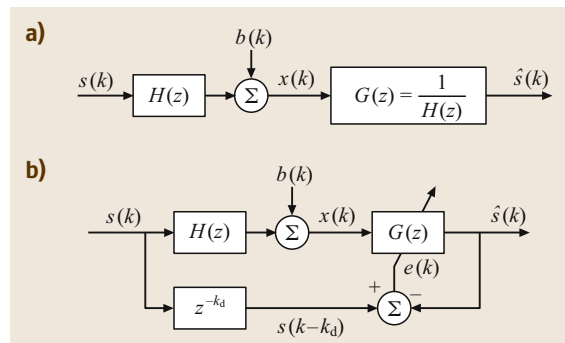 a)
b(k)
s(k) H(z) Σ x(k) G(z) = 1/H(z) ŝ(k)
b)
b(k)
s(k) H(z) Σ x(k) G(z) ŝ(k)
e(k)
+ −
z^{−k_d} Σ
s(k−k_d)